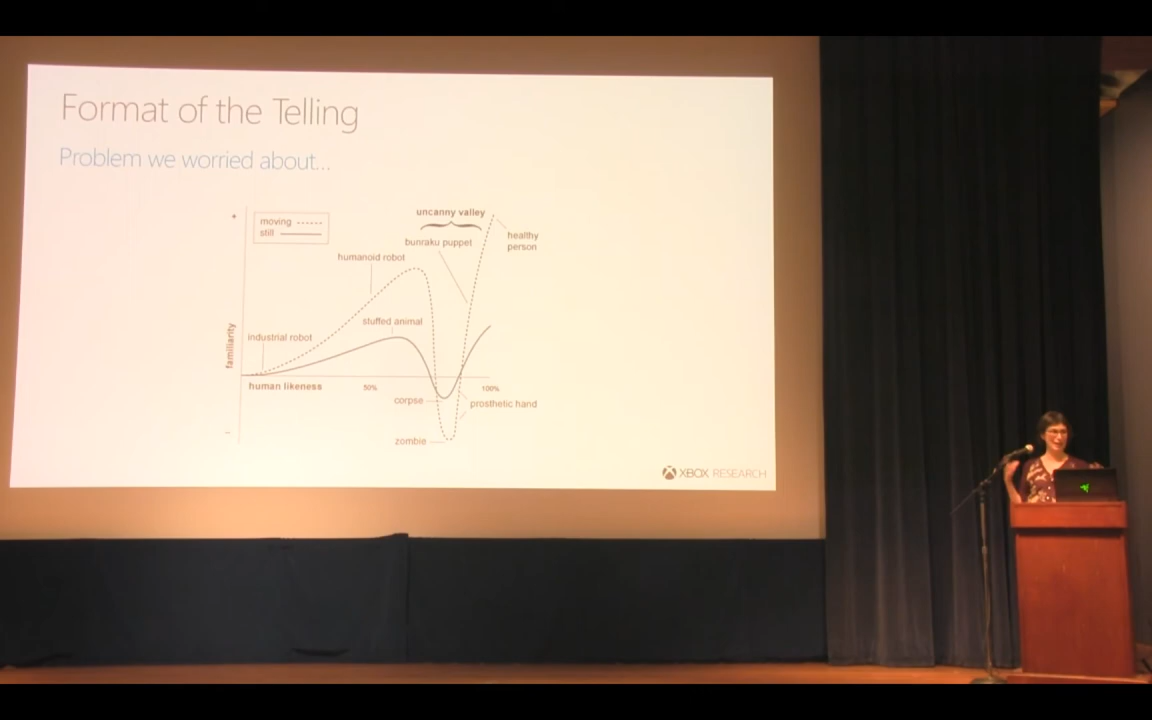 Format of the Telling
Problem we worried about...
+
uncanny valley
moving
still
healthy
person
bunraku puppet
humanoid robot
stuffed animal
industrial robot
familiarity
human likeness
50%
100%
corpse
prosthetic hand
zombie
–
XBOX RESEARCH